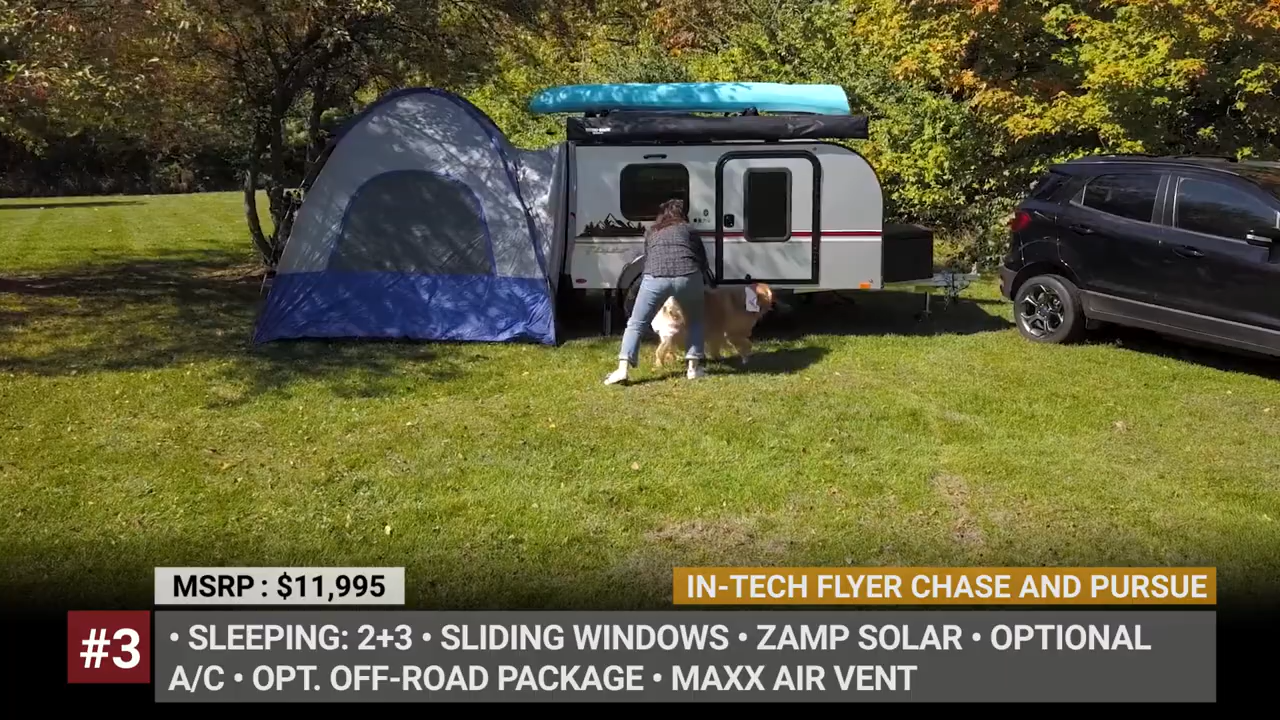 MSRP : $11,995
IN-TECH FLYER CHASE AND PURSUE
#3
• SLEEPING: 2+3 • SLIDING WINDOWS • ZAMP SOLAR • OPTIONAL
A/C • OPT. OFF-ROAD PACKAGE • MAXX AIR VENT